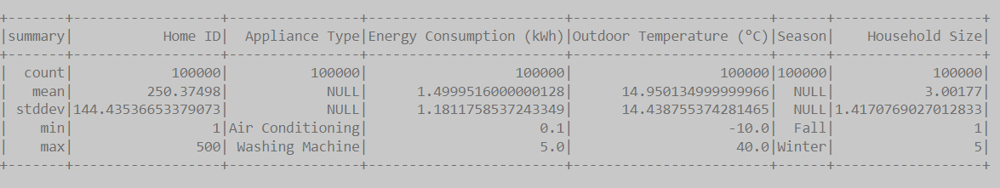 +-------+------------------+----------------+------------------------+------------------------+------+------------------+
|summary|           Home ID|  Appliance Type|Energy Consumption (kWh)|Outdoor Temperature (°C)|Season|    Household Size|
+-------+------------------+----------------+------------------------+------------------------+------+------------------+
|  count|            100000|          100000|                  100000|                  100000|100000|            100000|
|   mean|         250.37498|            NULL|      1.4999516000000128|      14.950134999999966|  NULL|           3.00177|
| stddev|144.43536653379073|            NULL|      1.1811758537243349|      14.438755374281465|  NULL|1.4170769027012833|
|    min|                 1|Air Conditioning|                     0.1|                   -10.0|  Fall|                 1|
|    max|               500| Washing Machine|                     5.0|                    40.0|Winter|                 5|
+-------+------------------+----------------+------------------------+------------------------+------+------------------+